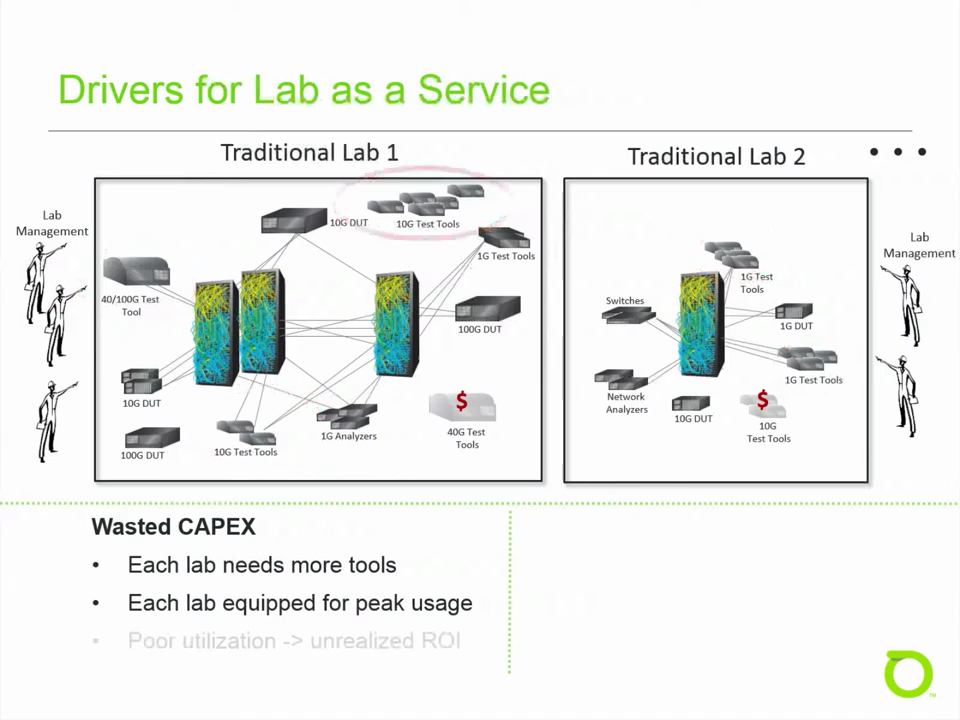 Drivers for Lab as a Service
Traditional Lab 1
Traditional Lab 2
• • •
Lab
Management
10G DUT
10G Test Tools
1G Test Tools
40/100G Test
Tool
100G DUT
10G DUT
100G DUT
10G Test Tools
1G Analyzers
$
40G Test
Tools
Switches
1G Test
Tools
1G DUT
1G Test Tools
Network
Analyzers
10G DUT
$
10G
Test Tools
Lab
Management
Wasted CAPEX
• Each lab needs more tools
• Each lab equipped for peak usage
• Poor utilization -> unrealized ROI
TM